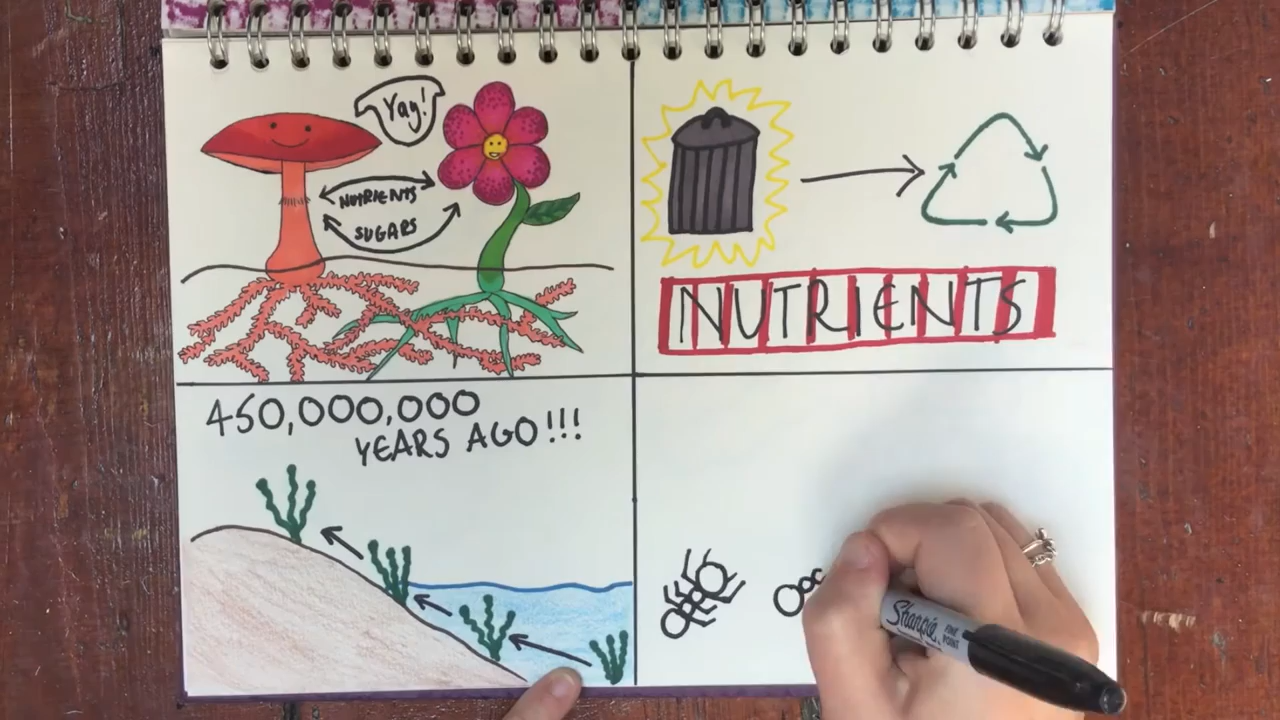 Yay!
NUTRIENTS
SUGARS
NUTRIENTS
450,000,000
YEARS AGO!!!
Sharpie
FINE
POINT